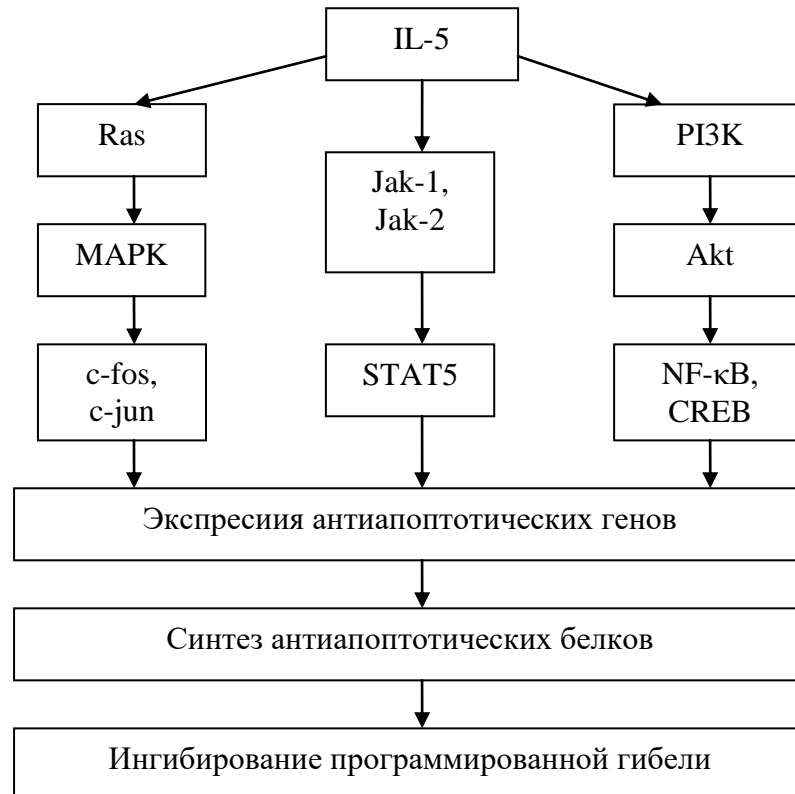 IL-5
Ras
Jak-1,
Jak-2
PI3K
MAPK
Akt
c-fos,
c-jun
STAT5
NF-κB,
CREB
Экспресиия антиапоптотических генов
Синтез антиапоптотических белков
Ингибирование программированной гибели